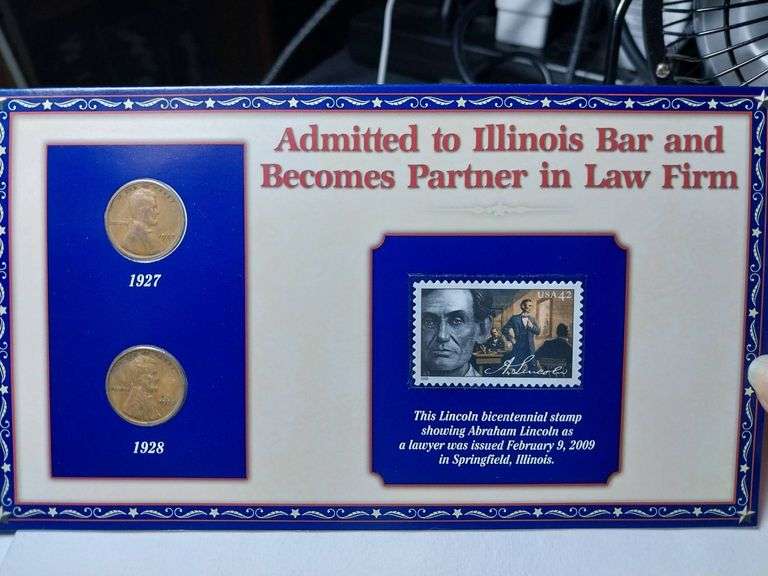 Admitted to Illinois Bar and
Becomes Partner in Law Firm
1927
1928
USA 42
A. Lincoln
This Lincoln bicentennial stamp
showing Abraham Lincoln as
a lawyer was issued February 9, 2009
in Springfield, Illinois.